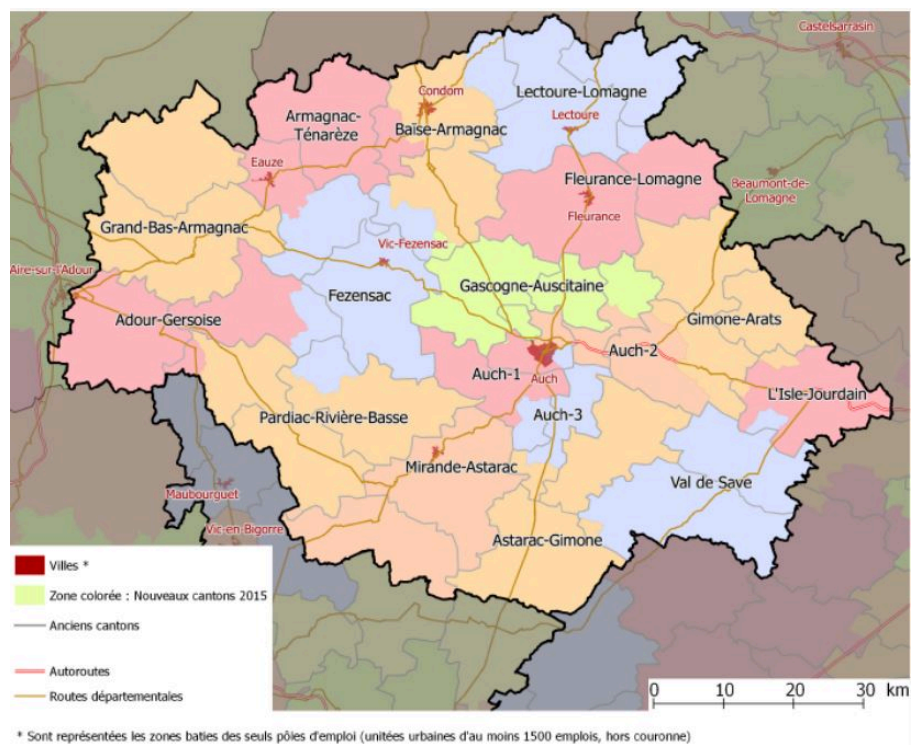 Castelsarrasin
Condom
Lectoure-Lomagne
Armagnac-
Ténarèze
Baïse-Armagnac
Lectoure
Eauze
Fleurance-Lomagne
Beaumont-de-
Lomagne
Fleurance
Grand-Bas-Armagnac
Vic-Fezensac
Aire-sur-l'Adour
Fezensac
Gascogne-Auscitaine
Adour-Gersoise
Gimone-Arats
Auch-2
Auch-1
Auch
L'Isle-Jourdain
Pardiac-Rivière-Basse
Auch-3
Mirande-Astarac
Val de Save
Maubourguet
Vic-en-Bigorre
Astarac-Gimone
Villes *
Zone colorée : Nouveaux cantons 2015
Anciens cantons
Autoroutes
Routes départementales
0 10 20 30 km
* Sont représentées les zones baties des seuls pôles d'emploi (unitées urbaines d'au moins 1500 emplois, hors couronne)